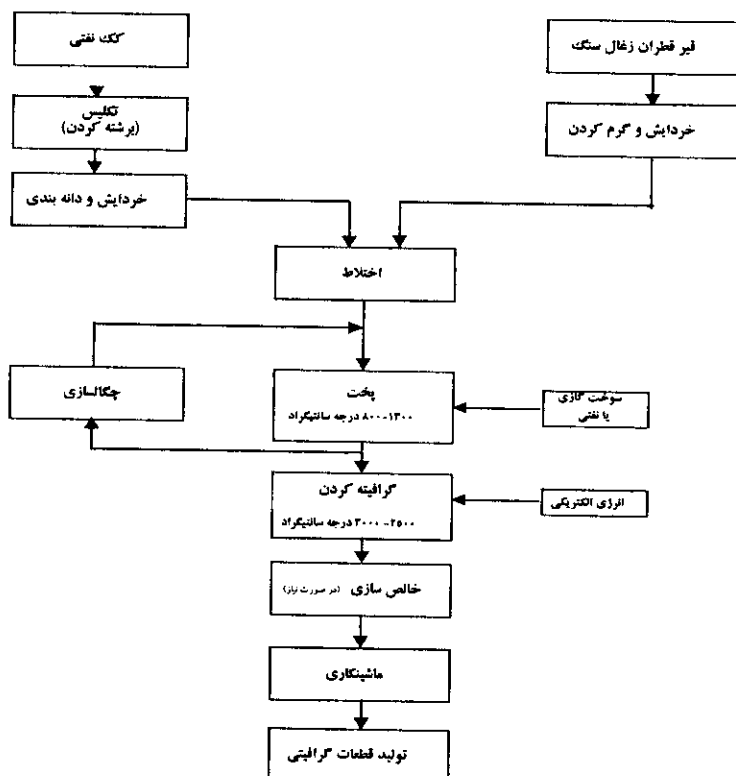 کک نفتی
قیر قطران زغال سنگ
تکلیس
(برشته کردن)
خردایش و گرم کردن
خردایش و دانه بندی
اختلاط
چگالسازی
پخت
۸۰۰-۱۳۰۰ درجه سانتیگراد
سوخت گازی
یا نفتی
گرافیته کردن
۲۵۰۰-۳۰۰۰ درجه سانتیگراد
انرژی الکتریکی
خالص سازی (در صورت نیاز)
ماشینکاری
تولید قطعات گرافیتی